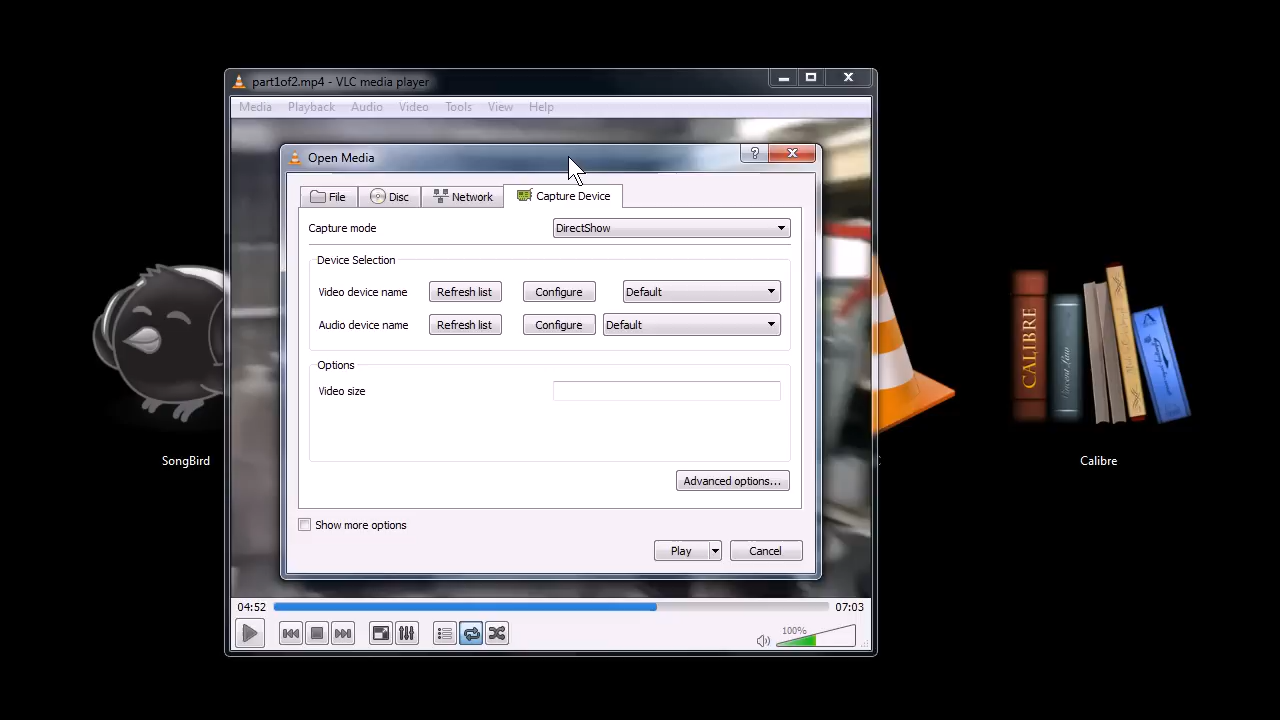 part1of2.mp4 - VLC media player
Media Playback Audio Video Tools View Help
Open Media
File Disc Network Capture Device
Capture mode DirectShow
Device Selection
Video device name Refresh list Configure Default
Audio device name Refresh list Configure Default
Options
Video size
Advanced options...
Show more options
Play Cancel
04:52 07:03
100%
SongBird
CALIBRE
Calibre